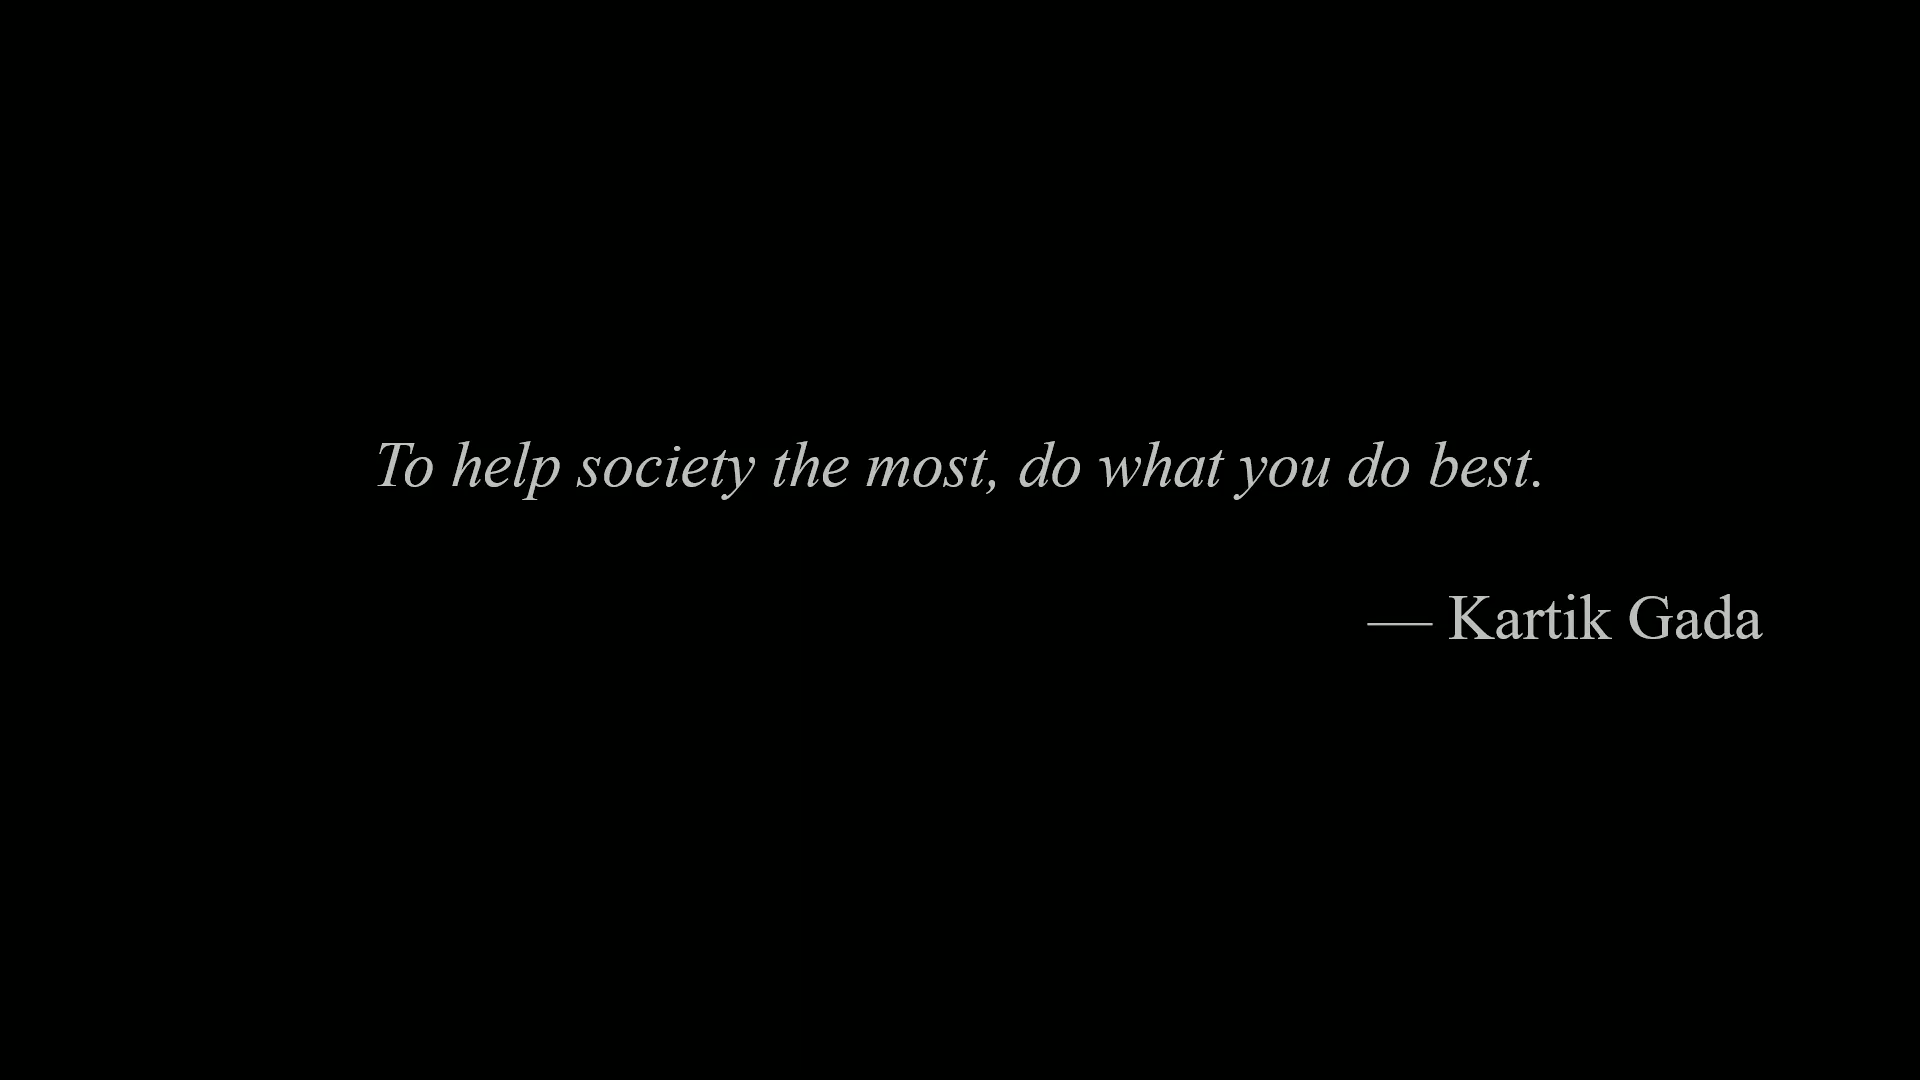 To help society the most, do what you do best.
— Kartik Gada